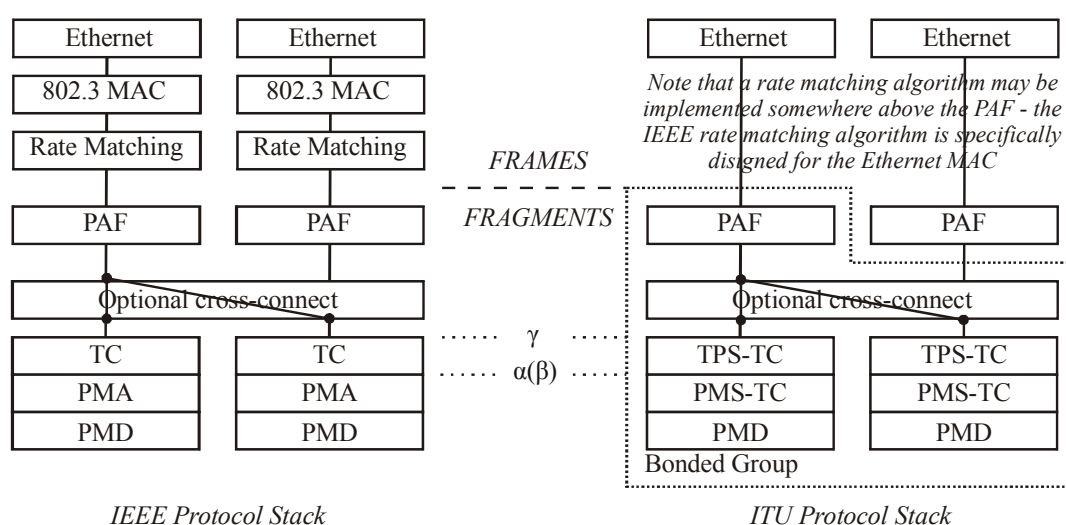 Ethernet Ethernet Ethernet Ethernet
802.3 MAC 802.3 MAC
Note that a rate matching algorithm may be
implemented somewhere above the PAF - the
IEEE rate matching algorithm is specifically
disigned for the Ethernet MAC
Rate Matching Rate Matching
FRAMES
FRAGMENTS
PAF PAF PAF PAF
Optional cross-connect Optional cross-connect
γ
TC TC TPS-TC TPS-TC
α(β)
PMA PMA PMS-TC PMS-TC
PMD PMD PMD PMD
Bonded Group
IEEE Protocol Stack ITU Protocol Stack